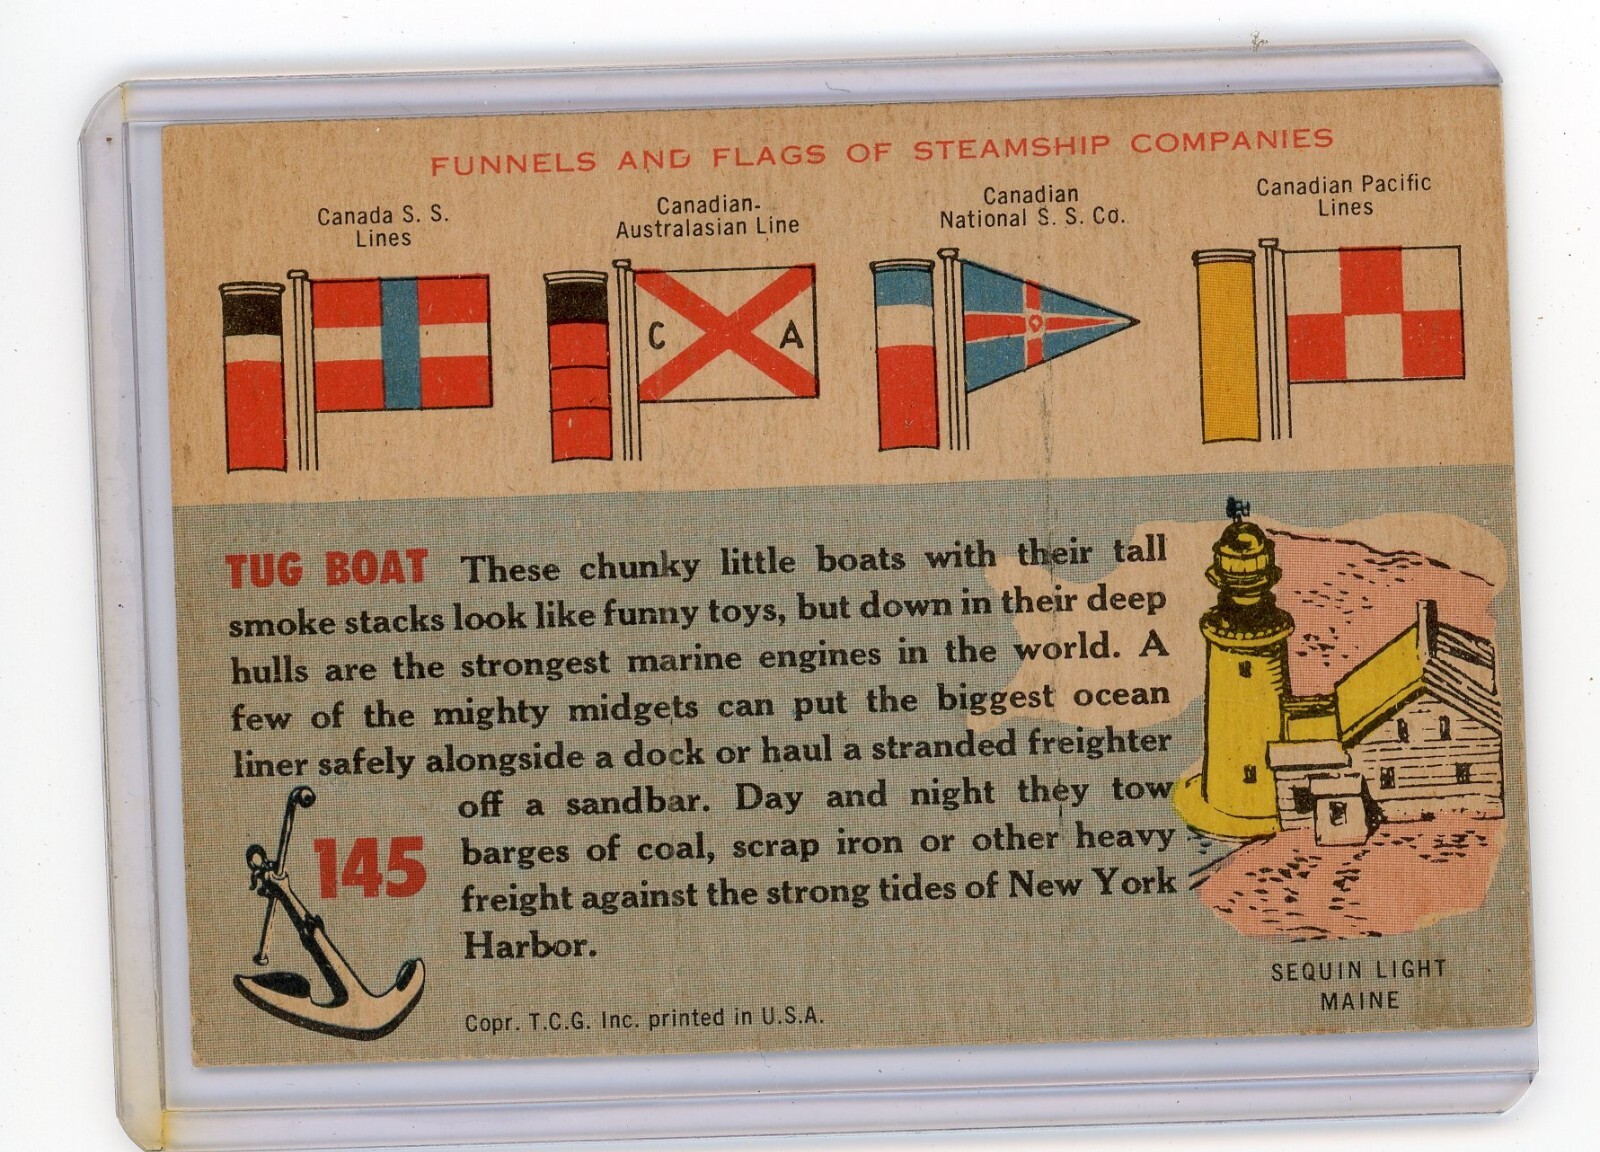 FUNNELS AND FLAGS OF STEAMSHIP COMPANIES
Canada S. S.
Lines
Canadian-
Australasian Line
Canadian
National S. S. Co.
Canadian Pacific
Lines
C A
TUG BOAT These chunky little boats with their tall
smoke stacks look like funny toys, but down in their deep
hulls are the strongest marine engines in the world. A
few of the mighty midgets can put the biggest ocean
liner safely alongside a dock or haul a stranded freighter
off a sandbar. Day and night they tow
barges of coal, scrap iron or other heavy
freight against the strong tides of New York
Harbor.
145
Copr. T.C.G. Inc. printed in U.S.A.
SEQUIN LIGHT
MAINE